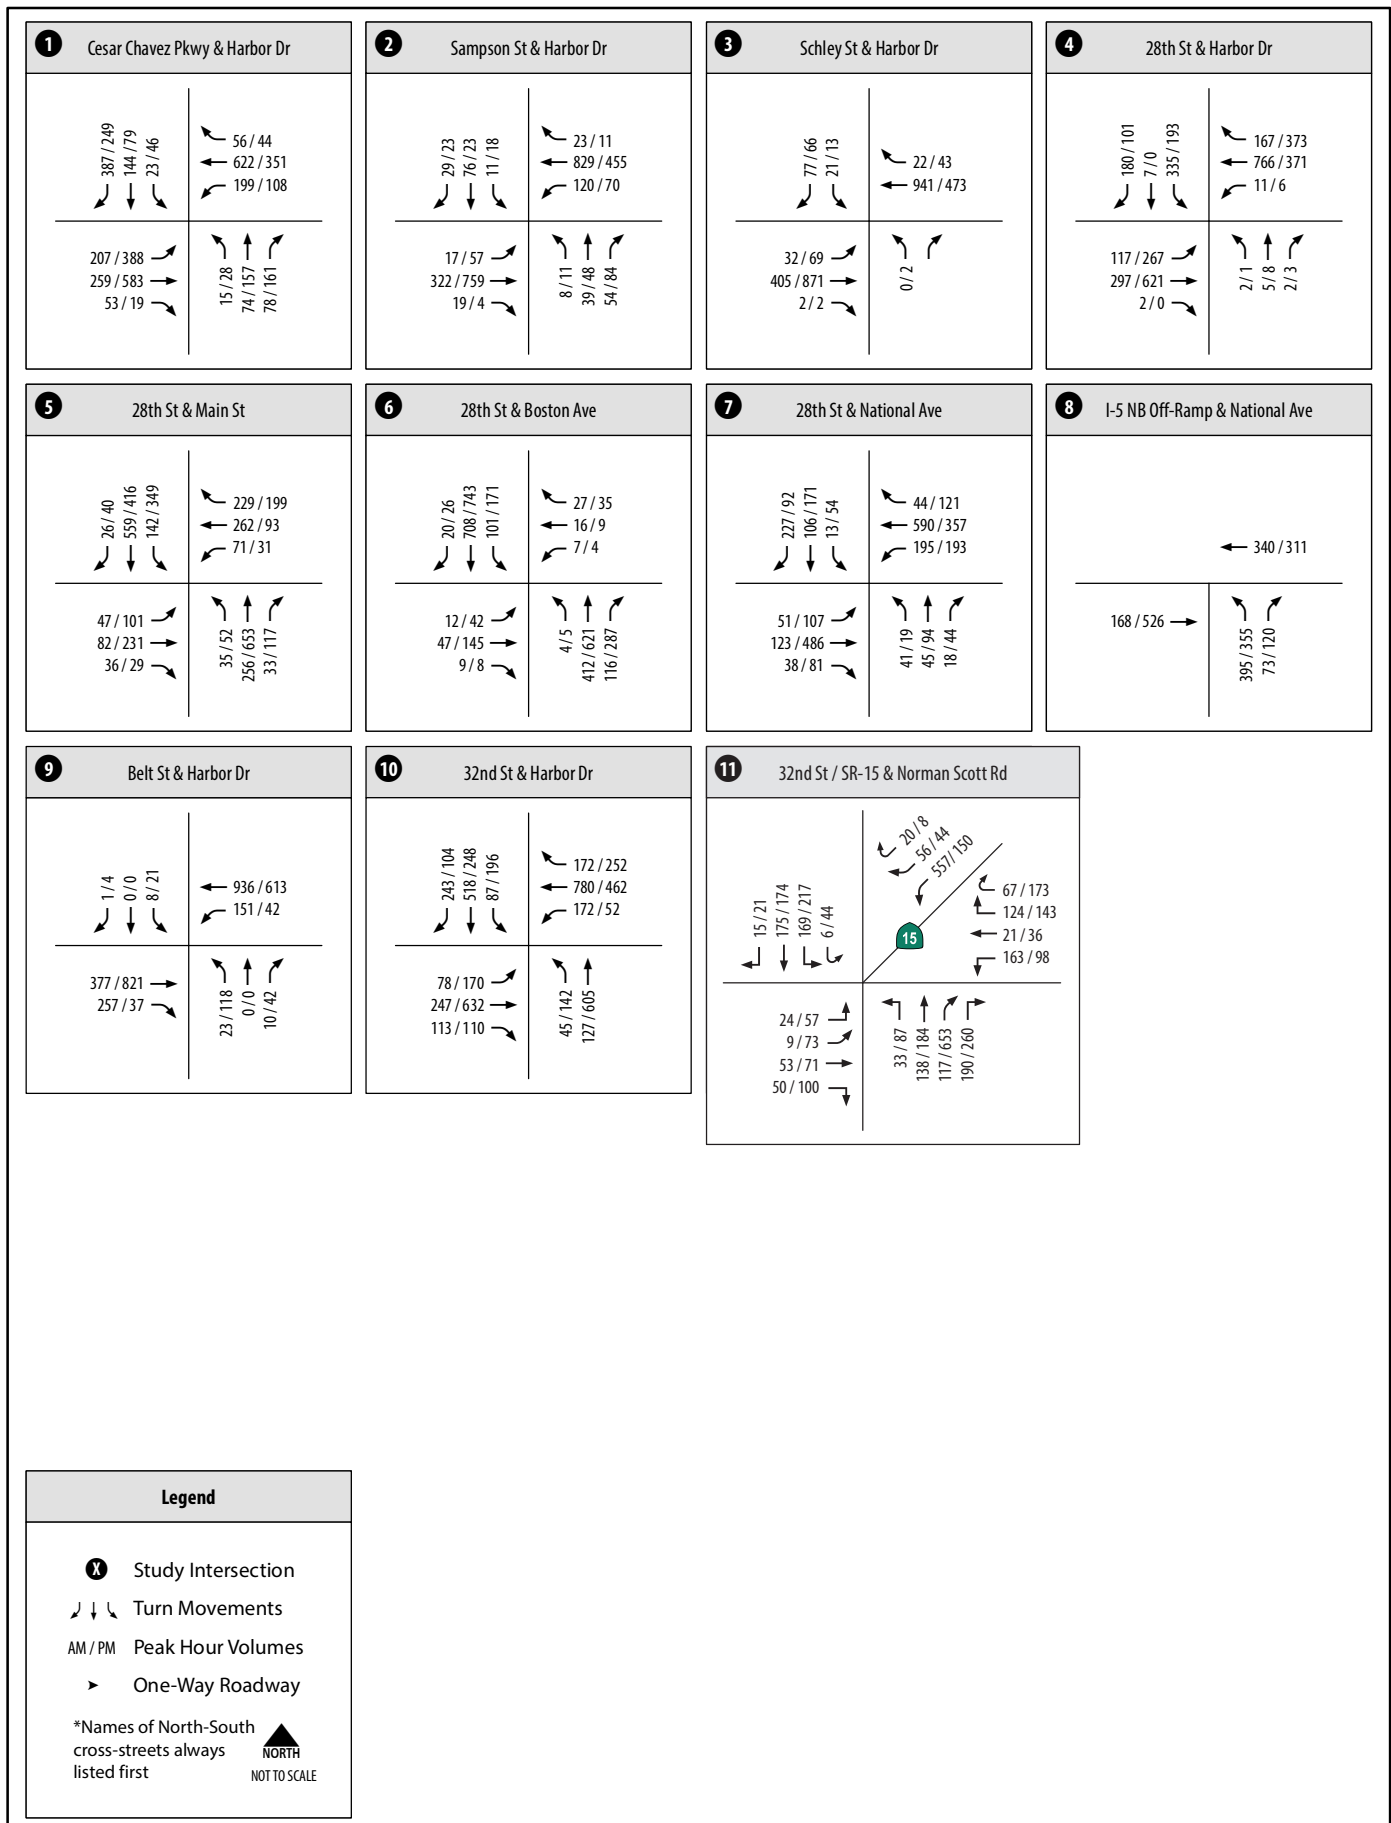 1 Cesar Chavez Pkwy & Harbor Dr
387 / 249
144 / 79
23 / 46
56 / 44
622 / 351
199 / 108
207 / 388
259 / 583
53 / 19
15 / 28
74 / 157
78 / 161
2 Sampson St & Harbor Dr
29 / 23
76 / 23
11 / 18
23 / 11
829 / 455
120 / 70
17 / 57
322 / 759
19 / 4
8 / 11
39 / 48
54 / 84
3 Schley St & Harbor Dr
77 / 66
21 / 13
22 / 43
941 / 473
32 / 69
405 / 871
2 / 2
0 / 2
4 28th St & Harbor Dr
180 / 101
7 / 0
335 / 193
167 / 373
766 / 371
11 / 6
117 / 267
297 / 621
2 / 0
2 / 1
5 / 8
2 / 3
5 28th St & Main St
26 / 40
559 / 416
142 / 349
229 / 199
262 / 93
71 / 31
47 / 101
82 / 231
36 / 29
35 / 52
256 / 653
33 / 117
6 28th St & Boston Ave
20 / 26
708 / 743
101 / 171
27 / 35
16 / 9
7 / 4
12 / 42
47 / 145
9 / 8
4 / 5
412 / 621
116 / 287
7 28th St & National Ave
227 / 92
106 / 171
13 / 54
44 / 121
590 / 357
195 / 193
51 / 107
123 / 486
38 / 81
41 / 19
45 / 94
18 / 44
8 I-5 NB Off-Ramp & National Ave
340 / 311
168 / 526
395 / 355
73 / 120
9 Belt St & Harbor Dr
1 / 4
0 / 0
8 / 21
936 / 613
151 / 42
377 / 821
257 / 37
23 / 118
0 / 0
10 / 42
10 32nd St & Harbor Dr
243 / 104
518 / 248
87 / 196
172 / 252
780 / 462
172 / 52
78 / 170
247 / 632
113 / 110
45 / 142
127 / 605
11 32nd St / SR-15 & Norman Scott Rd
15 / 21
175 / 174
169 / 217
6 / 44
20 / 8
56 / 44
557 / 150
15
67 / 173
124 / 143
21 / 36
163 / 98
24 / 57
9 / 73
53 / 71
50 / 100
33 / 87
138 / 184
117 / 653
190 / 260
Legend
X Study Intersection
Turn Movements
AM / PM Peak Hour Volumes
One-Way Roadway
*Names of North-South
cross-streets always
listed first
NORTH
NOT TO SCALE